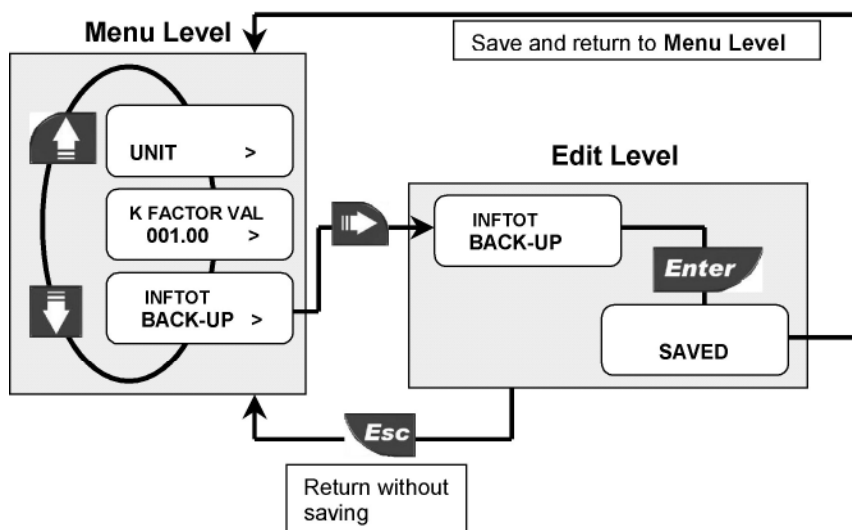 Menu Level
Save and return to Menu Level
UNIT >
K FACTOR VAL
001.00 >
INFTOT
BACK-UP >
Edit Level
INFTOT
BACK-UP
Enter
SAVED
Esc
Return without
saving